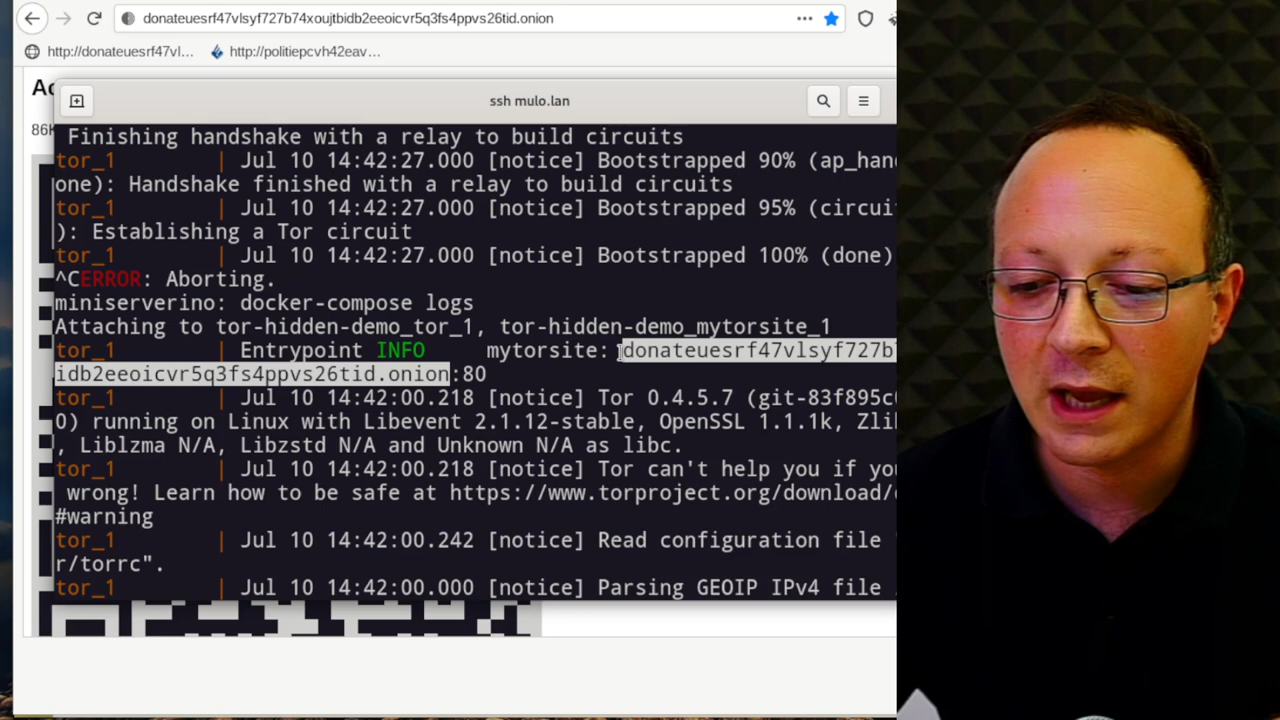 donateuesrf47vlsyf727b74xoujtbidb2eeoicvr5q3fs4ppvs26tid.onion
http://donateuesrf47vl… http://politiepcvh42eav…
ssh mulo.lan
86K
Finishing handshake with a relay to build circuits
tor_1 | Jul 10 14:42:27.000 [notice] Bootstrapped 90% (ap_han
one): Handshake finished with a relay to build circuits
tor_1 | Jul 10 14:42:27.000 [notice] Bootstrapped 95% (circui
): Establishing a Tor circuit
tor_1 | Jul 10 14:42:27.000 [notice] Bootstrapped 100% (done)
^CERROR: Aborting.
miniserverino: docker-compose logs
Attaching to tor-hidden-demo_tor_1, tor-hidden-demo_mytorsite_1
tor_1 | Entrypoint INFO mytorsite: donateuesrf47vlsyf727b
idb2eeoicvr5q3fs4ppvs26tid.onion:80
tor_1 | Jul 10 14:42:00.218 [notice] Tor 0.4.5.7 (git-83f895c
0) running on Linux with Libevent 2.1.12-stable, OpenSSL 1.1.1k, Zli
, Liblzma N/A, Libzstd N/A and Unknown N/A as libc.
tor_1 | Jul 10 14:42:00.218 [notice] Tor can't help you if yo
wrong! Learn how to be safe at https://www.torproject.org/download/
#warning
tor_1 | Jul 10 14:42:00.242 [notice] Read configuration file "
r/torrc".
tor_1 | Jul 10 14:42:00.000 [notice] Parsing GEOIP IPv4 file